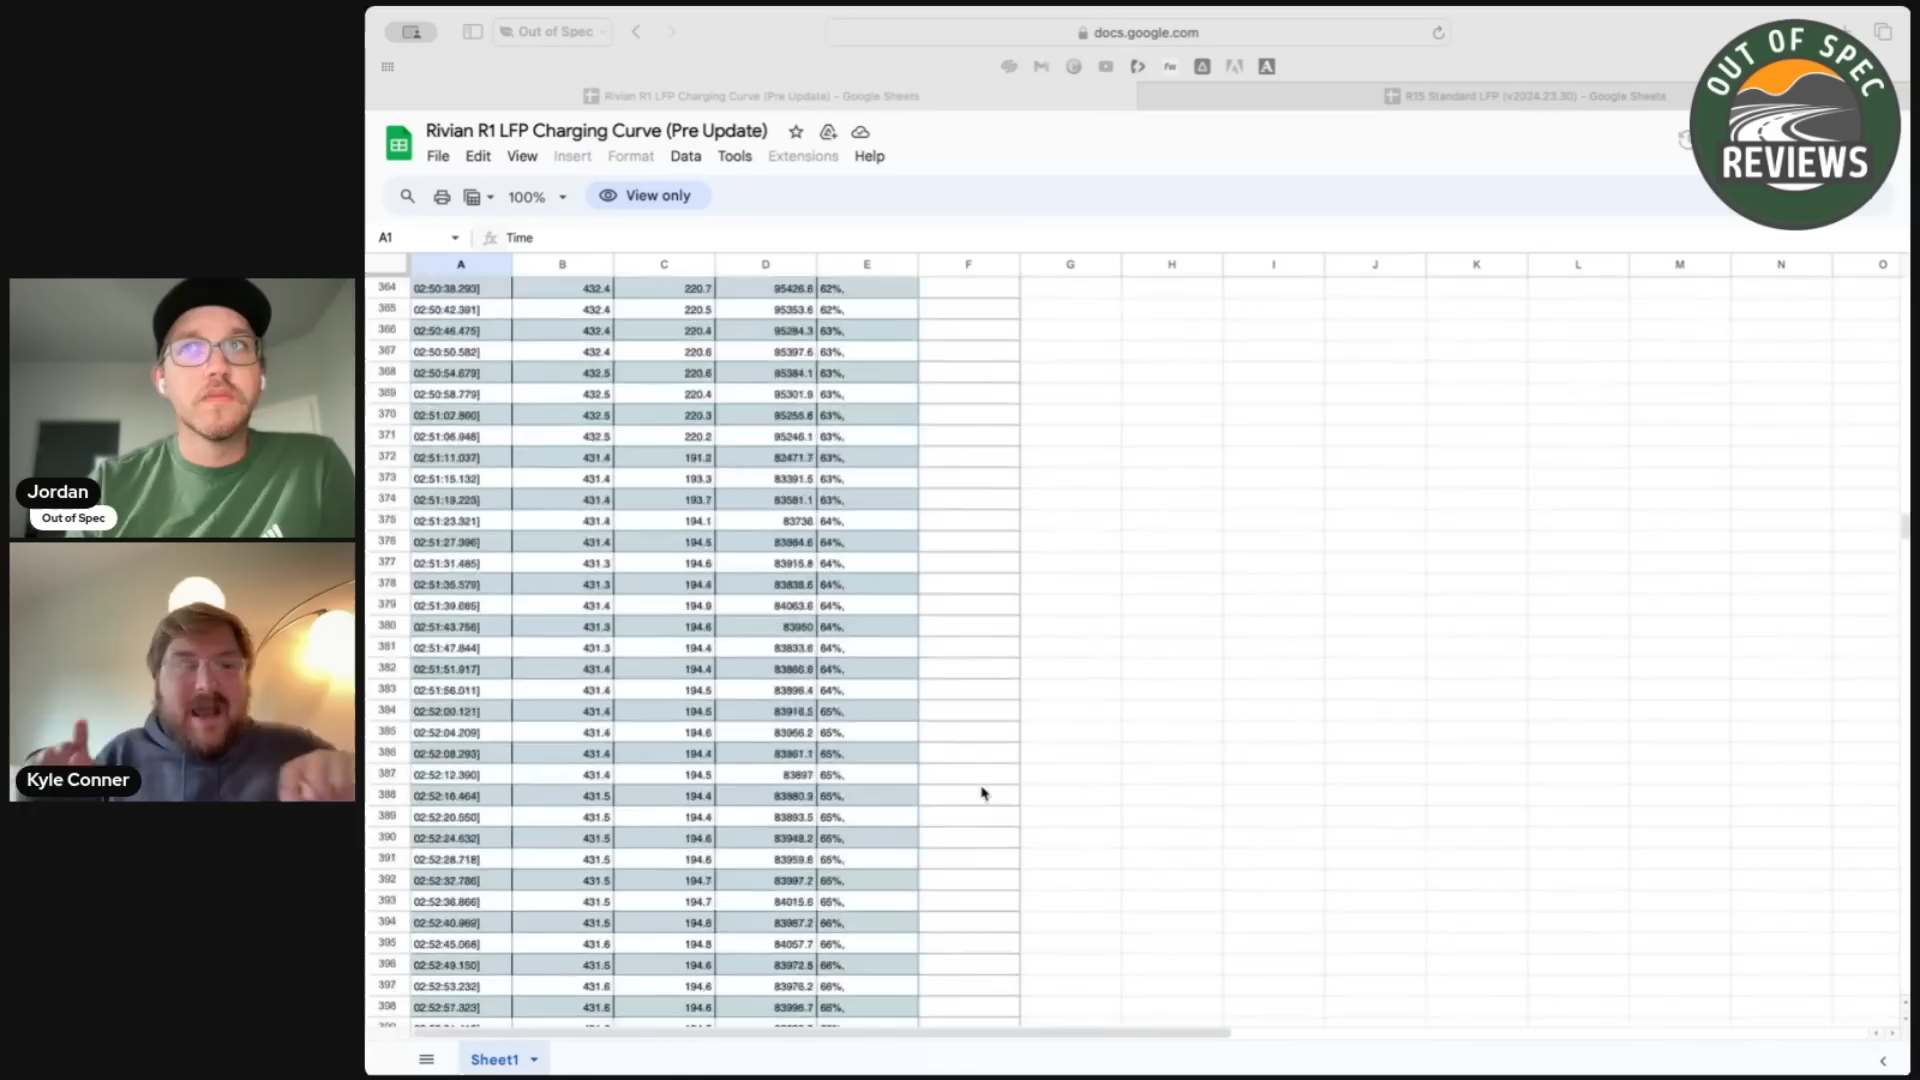 Out of Spec
docs.google.com
Rivian R1 LFP Charging Curve (Pre Update) – Google Sheets
R1S Standard LFP (v2024.23.30) – Google Sheets
OUT OF SPEC
REVIEWS
Rivian R1 LFP Charging Curve (Pre Update)
File Edit View Insert Format Data Tools Extensions Help
100% View only
A1 fx Time
A B C D E F G H I J K L M N O
364 02:50:38.293] 432.4 220.7 95426.6 62%,
365 02:50:42.391] 432.4 220.5 95353.6 62%,
366 02:50:46.475] 432.4 220.4 95284.3 63%,
367 02:50:50.582] 432.4 220.6 95397.6 63%,
368 02:50:54.679] 432.5 220.6 95384.1 63%,
369 02:50:58.779] 432.5 220.4 95301.9 63%,
370 02:51:02.860] 432.5 220.3 95255.6 63%,
371 02:51:06.948] 432.5 220.2 95246.1 63%,
372 02:51:11.037] 431.4 191.2 82471.7 63%,
373 02:51:15.132] 431.4 193.3 83391.5 63%,
374 02:51:19.223] 431.4 193.7 83581.1 63%,
375 02:51:23.321] 431.4 194.1 83736 64%,
376 02:51:27.396] 431.4 194.5 64%,
377 02:51:31.485] 431.3 194.6 83915.8 64%,
378 02:51:35.579] 431.3 194.4 83838.6 64%,
379 02:51:39.685] 431.4 194.9 84063.6 64%,
380 02:51:43.756] 431.3 194.6 83950 64%,
381 02:51:47.844] 431.3 194.4 83833.6 64%,
382 02:51:51.917] 431.4 194.4 64%,
383 02:51:56.011] 431.4 194.5 83896.4 64%,
384 02:52:00.121] 431.4 194.5 83916.5 65%,
385 02:52:04.209] 431.4 194.6 83956.2 65%,
386 02:52:08.293] 431.4 194.4 83861.1 65%,
387 02:52:12.390] 431.4 194.5 83897 65%,
388 02:52:16.464] 431.5 194.4 83880.9 65%,
389 02:52:20.550] 431.5 194.4 83893.5 65%,
390 02:52:24.632] 431.5 194.6 83948.2 65%,
391 02:52:28.718] 431.5 194.6 83959.6 65%,
392 02:52:32.786] 431.5 194.7 83997.2 65%,
393 02:52:36.866] 431.5 194.7 84015.6 65%,
394 02:52:40.969] 431.5 194.8 83987.2 66%,
395 02:52:45.068] 431.6 194.8 84057.7 66%,
396 02:52:49.150] 431.5 194.6 83972.5 66%,
397 02:52:53.232] 431.6 194.6 83976.2 66%,
398 02:52:57.323] 431.6 194.6 83996.7 66%,
Sheet1
Jordan
Out of Spec
Kyle Conner